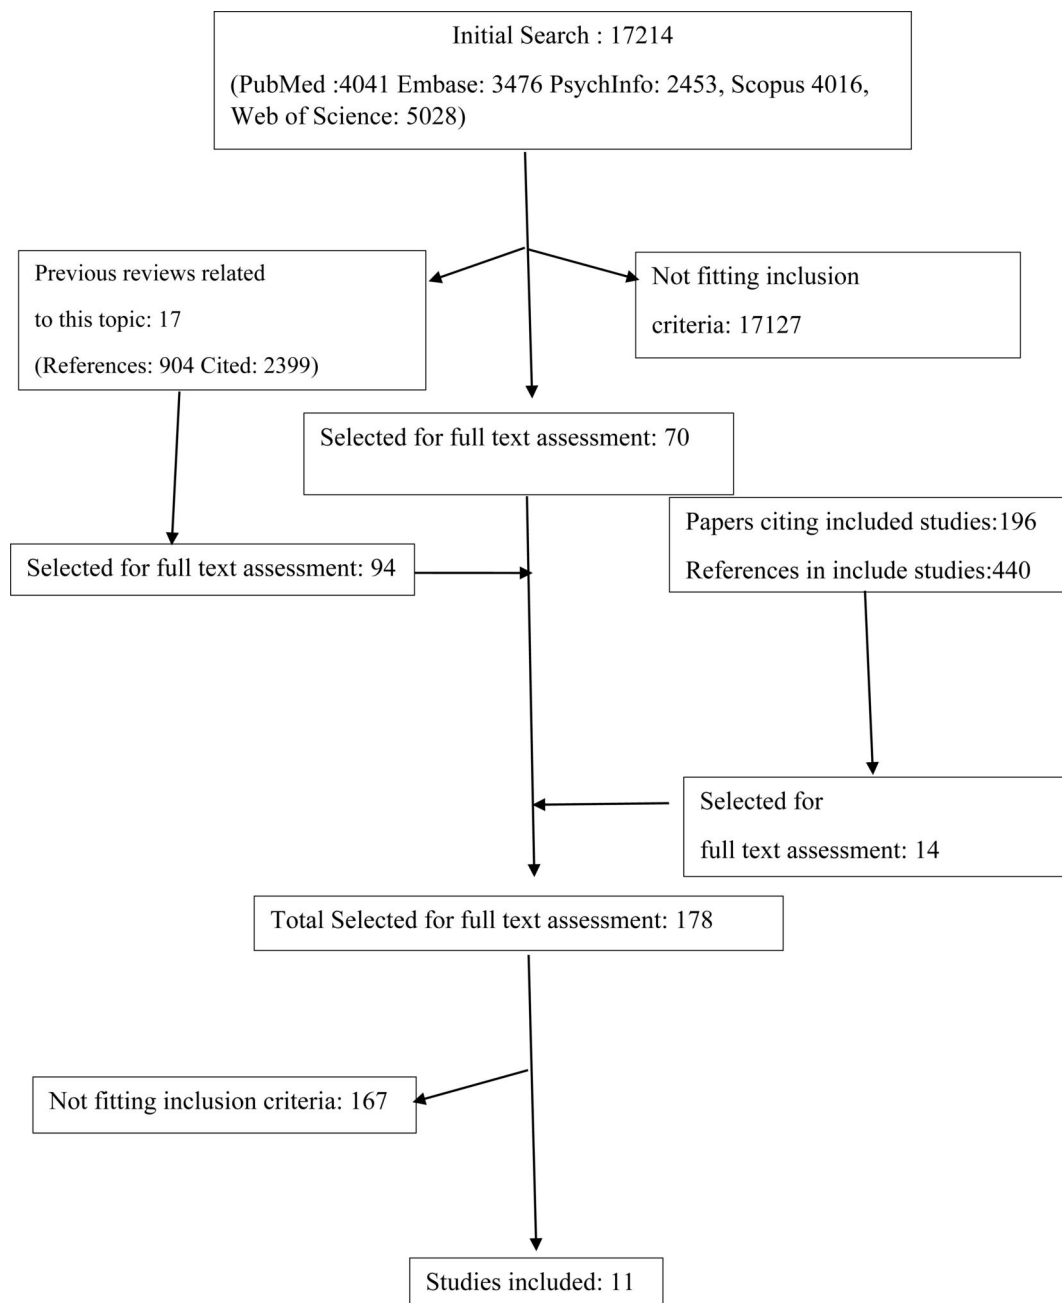 Initial Search : 17214
(PubMed :4041 Embase: 3476 PsychInfo: 2453, Scopus 4016,
Web of Science: 5028)
Previous reviews related
to this topic: 17
(References: 904 Cited: 2399)
Not fitting inclusion
criteria: 17127
Selected for full text assessment: 70
Papers citing included studies:196
References in include studies:440
Selected for full text assessment: 94
Selected for
full text assessment: 14
Total Selected for full text assessment: 178
Not fitting inclusion criteria: 167
Studies included: 11